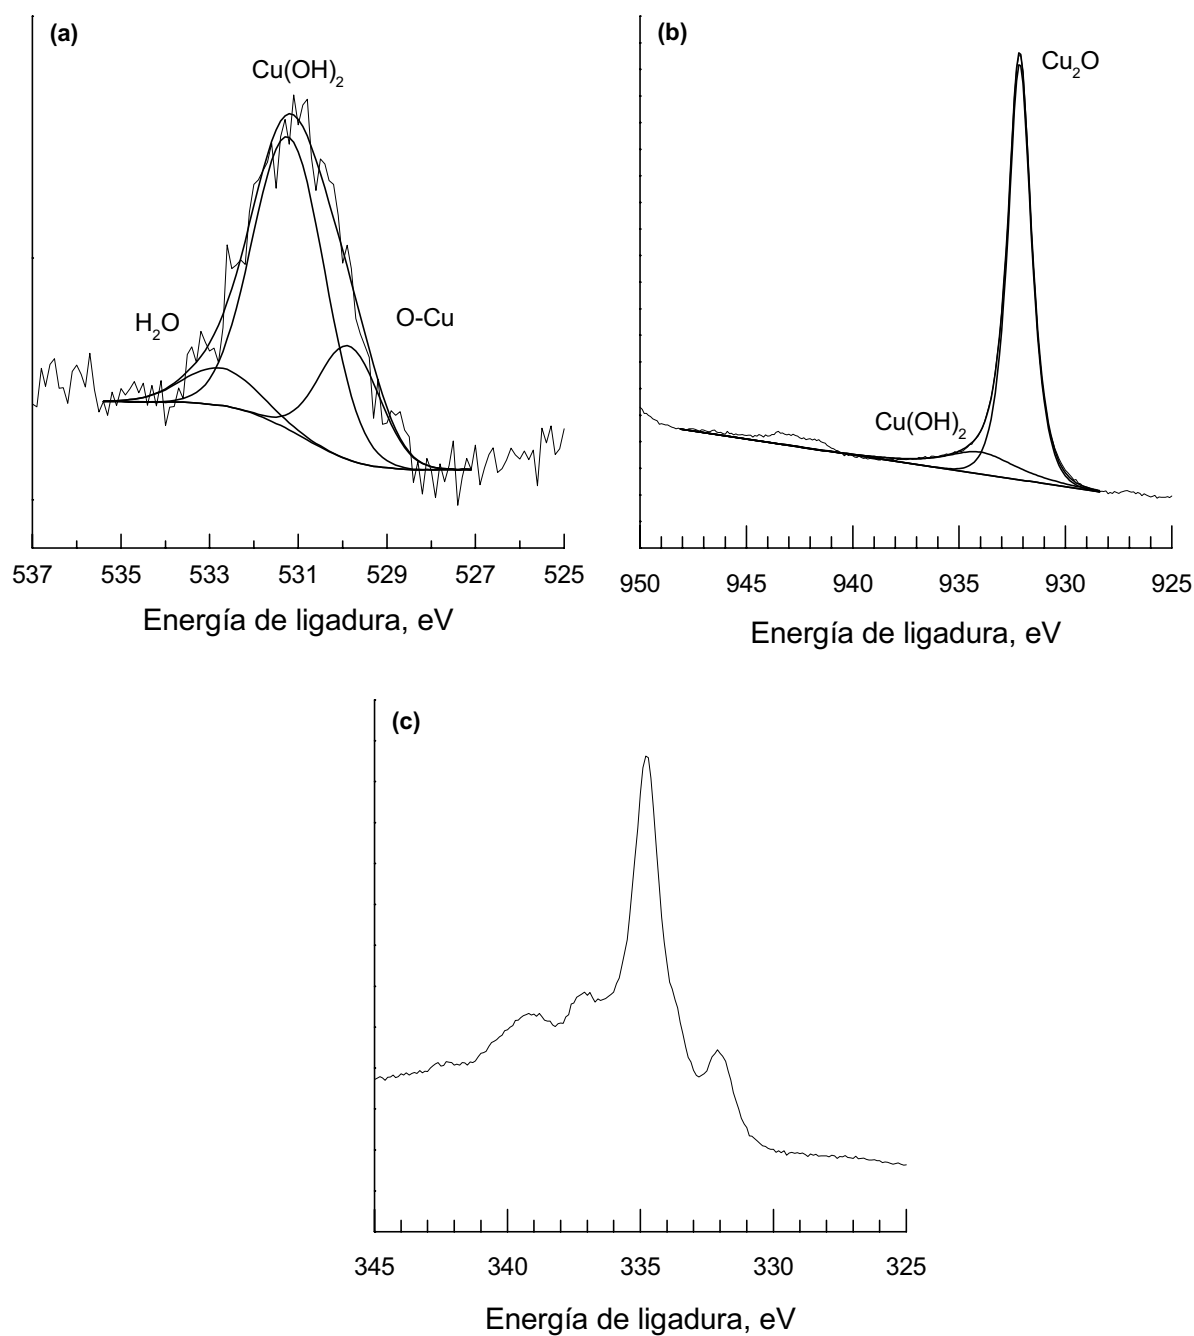 (a)
Cu(OH)₂
H₂O
O-Cu
537 535 533 531 529 527 525
Energía de ligadura, eV
(b)
Cu₂O
Cu(OH)₂
950 945 940 935 930 925
Energía de ligadura, eV
(c)
345 340 335 330 325
Energía de ligadura, eV